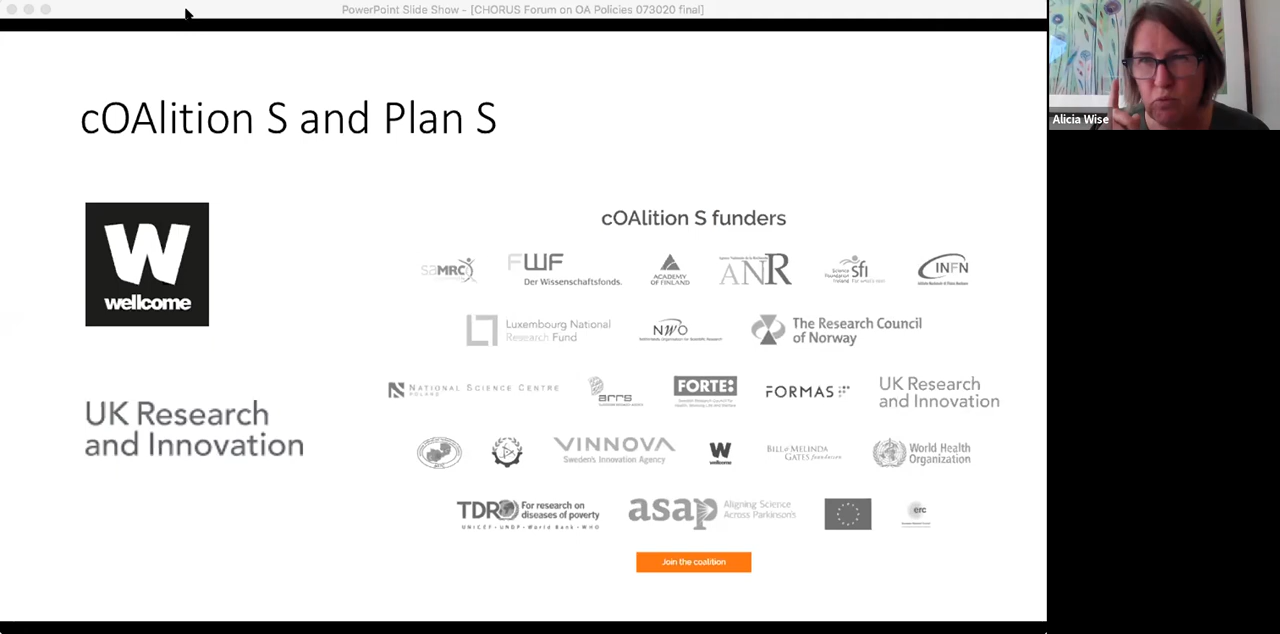 PowerPoint Slide Show - [CHORUS Forum on OA Policies 073020 final]
Alicia Wise
cOAlition S and Plan S
wellcome
UK Research
and Innovation
cOAlition S funders
saMRC
FWF
Der Wissenschaftsfonds.
ACADEMY
OF FINLAND
ANR
Science
Foundation
Ireland
sfi
INFN
Luxembourg National
Research Fund
NWO
The Research Council
of Norway
NATIONAL SCIENCE CENTRE
POLAND
arrs
FORTE:
FORMAS
UK Research
and Innovation
VINNOVA
Sweden's Innovation Agency
wellcome
BILL & MELINDA
GATES foundation
World Health
Organization
TDR
For research on
diseases of poverty
UNICEF • UNDP • World Bank • WHO
asap
Aligning Science
Across Parkinson's
erc
Join the coalition